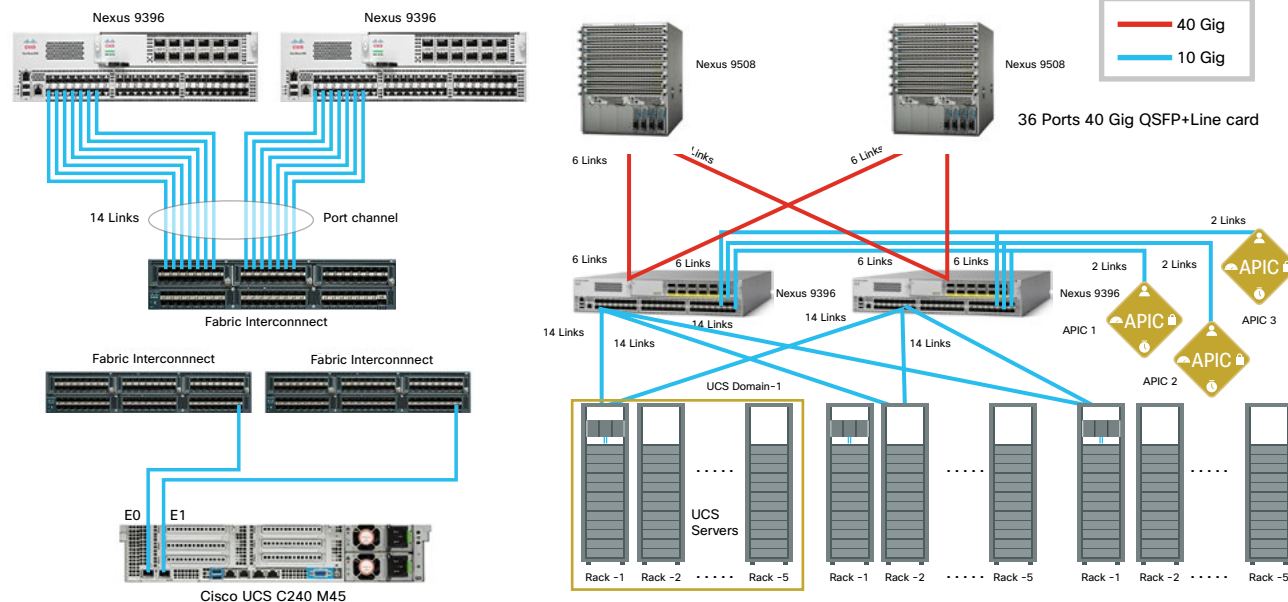 Nexus 9396
Nexus 9396
14 Links
Port channel
Fabric Interconnnect
Fabric Interconnnect
Fabric Interconnnect
E0
E1
Cisco UCS C240 M45
40 Gig
10 Gig
Nexus 9508
Nexus 9508
36 Ports 40 Gig QSFP+Line card
6 Links
Links
6 Links
2 Links
6 Links
6 Links
6 Links
6 Links
2 Links
2 Links
APIC
APIC 3
Nexus 9396
Nexus 9396
APIC
APIC 1
APIC
APIC 2
14 Links
14 Links
14 Links
14 Links
14 Links
UCS Domain-1
.....
.....
.....
UCS
Servers
Rack -1
Rack -2
.....
Rack -5
Rack -1
Rack -2
.....
Rack -5
Rack -1
Rack -2
.....
Rack -5